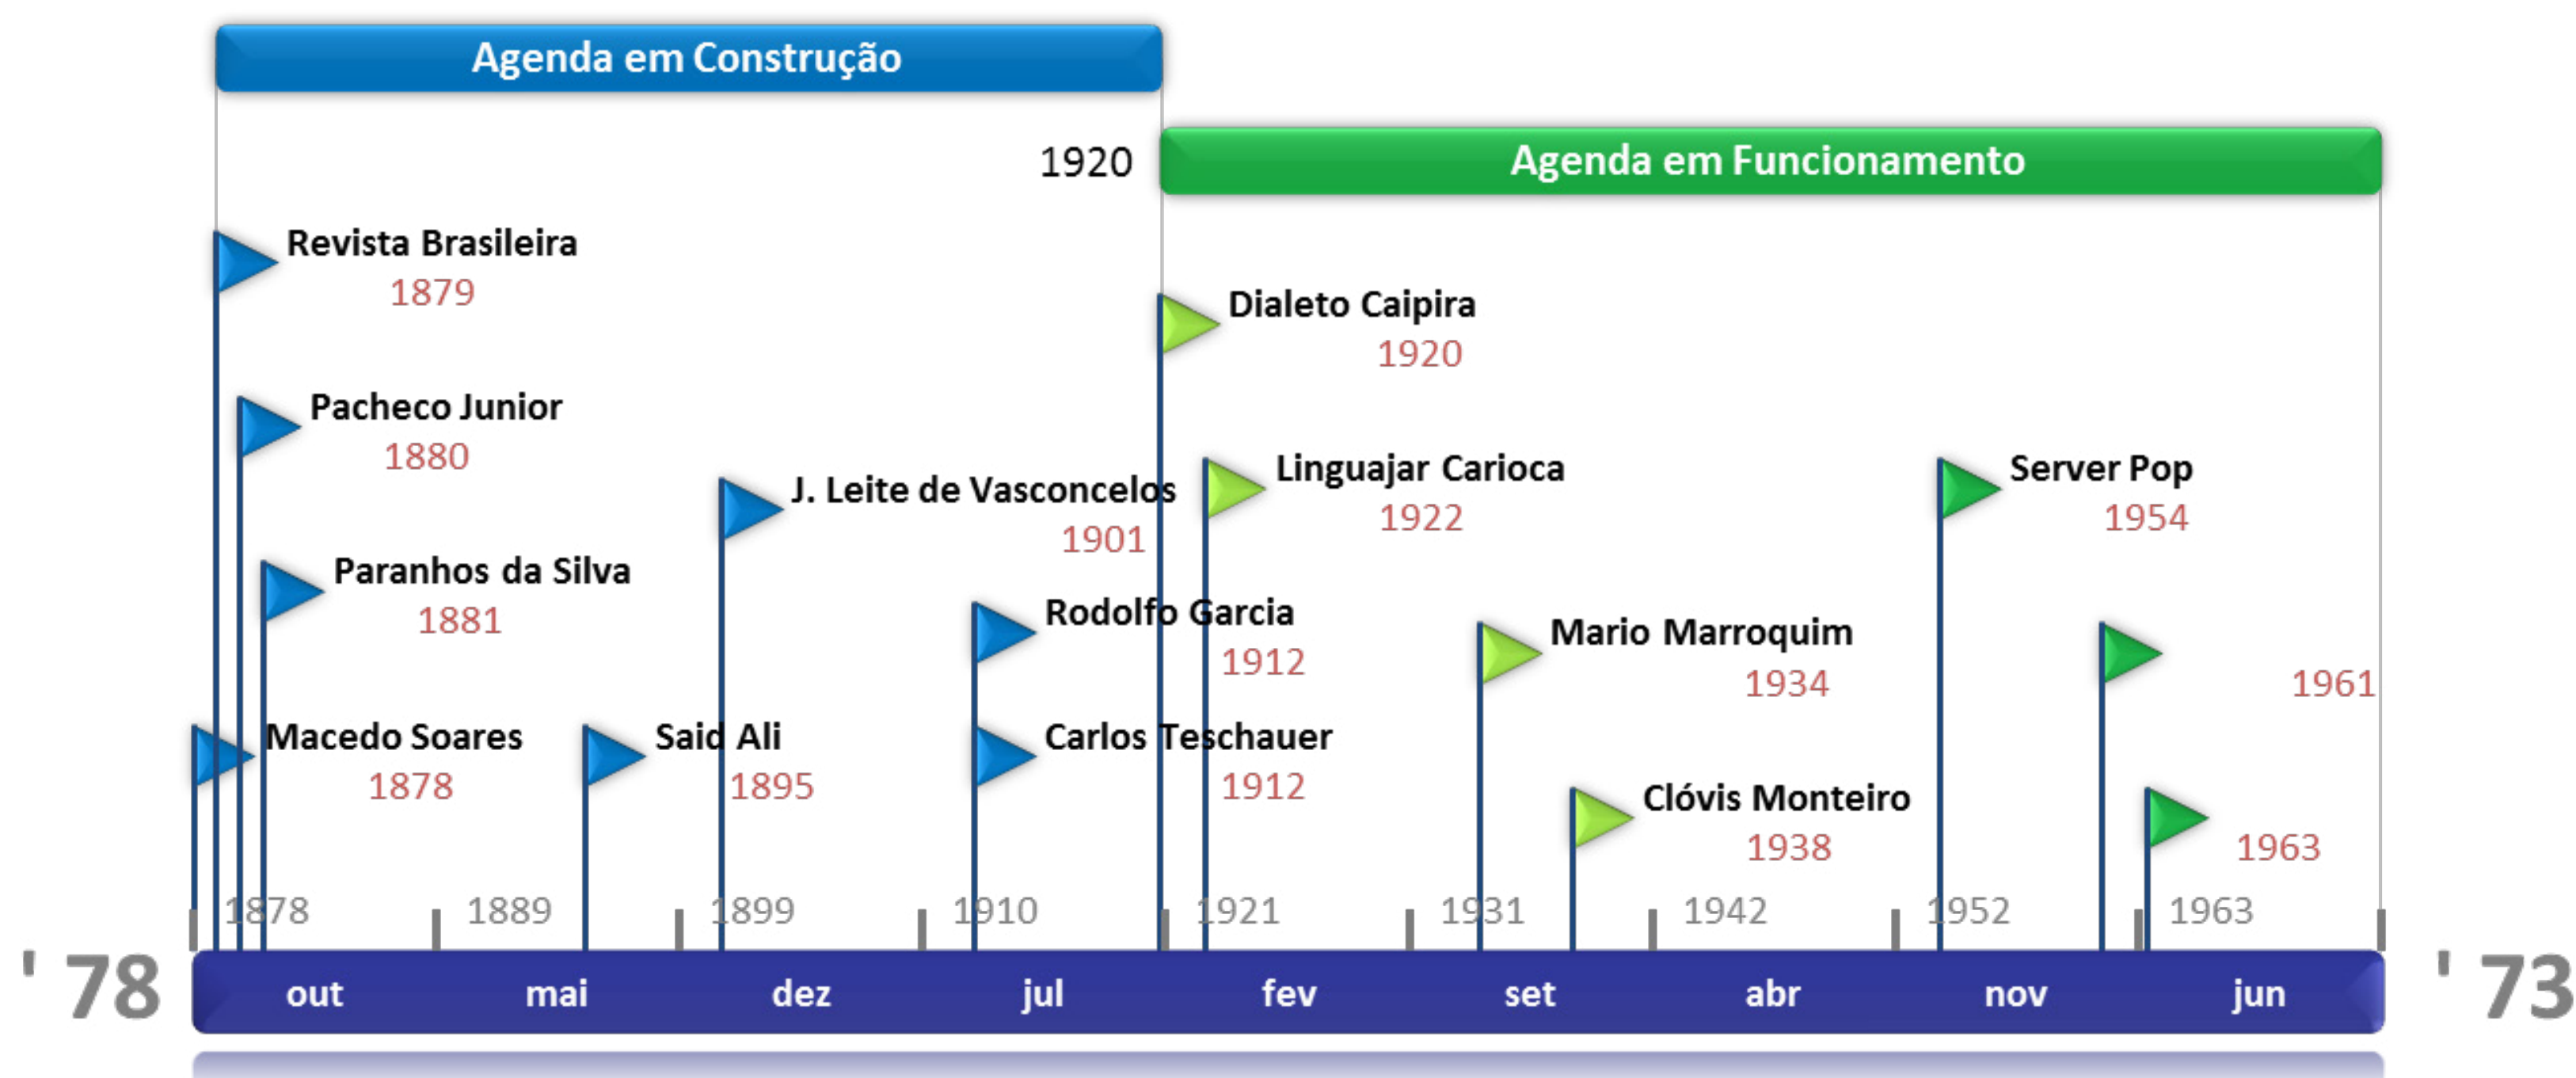 Agenda em Construção
1920
Agenda em Funcionamento
Revista Brasileira
1879
Dialeto Caipira
1920
Pacheco Junior
1880
J. Leite de Vasconcelos
1901
Linguajar Carioca
1922
Server Pop
1954
Paranhos da Silva
1881
Rodolfo Garcia
1912
Mario Marroquim
1934
1961
Macedo Soares
1878
Said Ali
1895
Carlos Teschauer
1912
Clóvis Monteiro
1938
1963
1878 1889 1899 1910 1921 1931 1942 1952 1963
' 78 out mai dez jul fev set abr nov jun ' 73